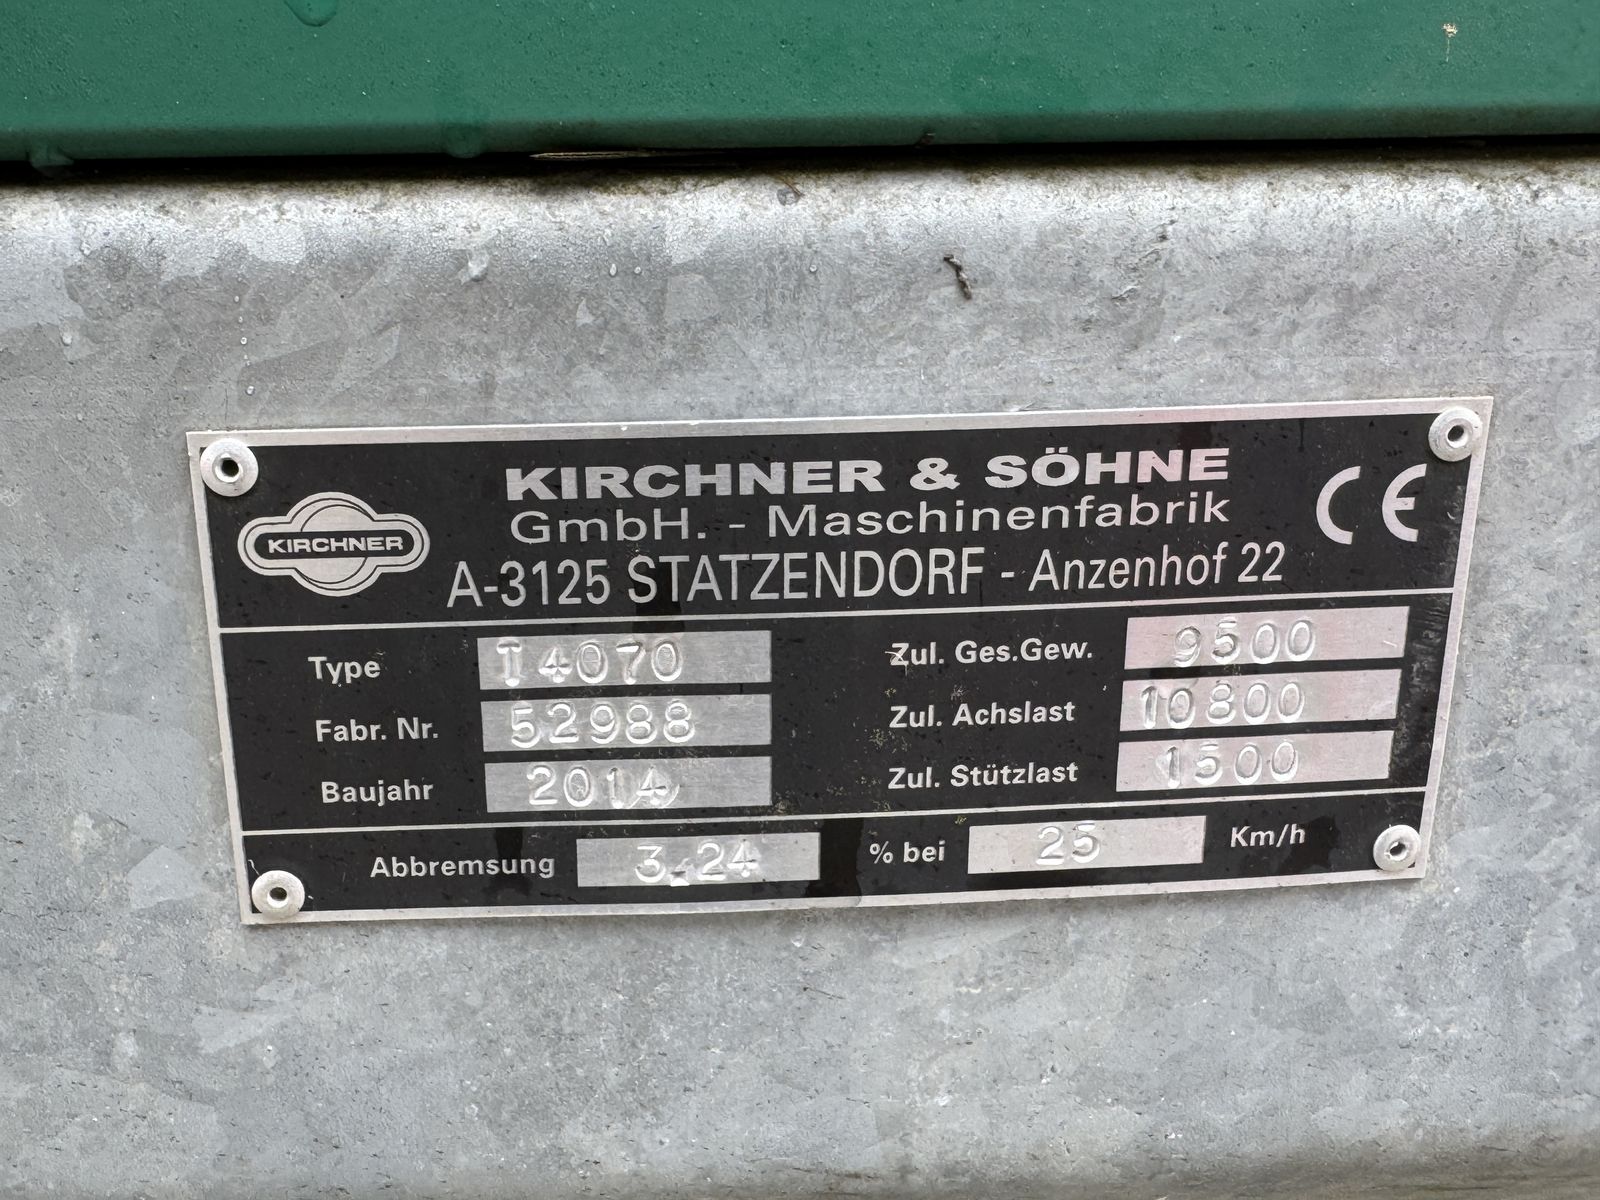 KIRCHNER
KIRCHNER & SÖHNE
GmbH. - Maschinenfabrik
A-3125 STATZENDORF - Anzenhof 22
CE
Type T4070
Fabr. Nr. 52988
Baujahr 2014
Zul. Ges.Gew. 9500
Zul. Achslast 10800
Zul. Stützlast 1500
Abbremsung 3.24 % bei 25 Km/h